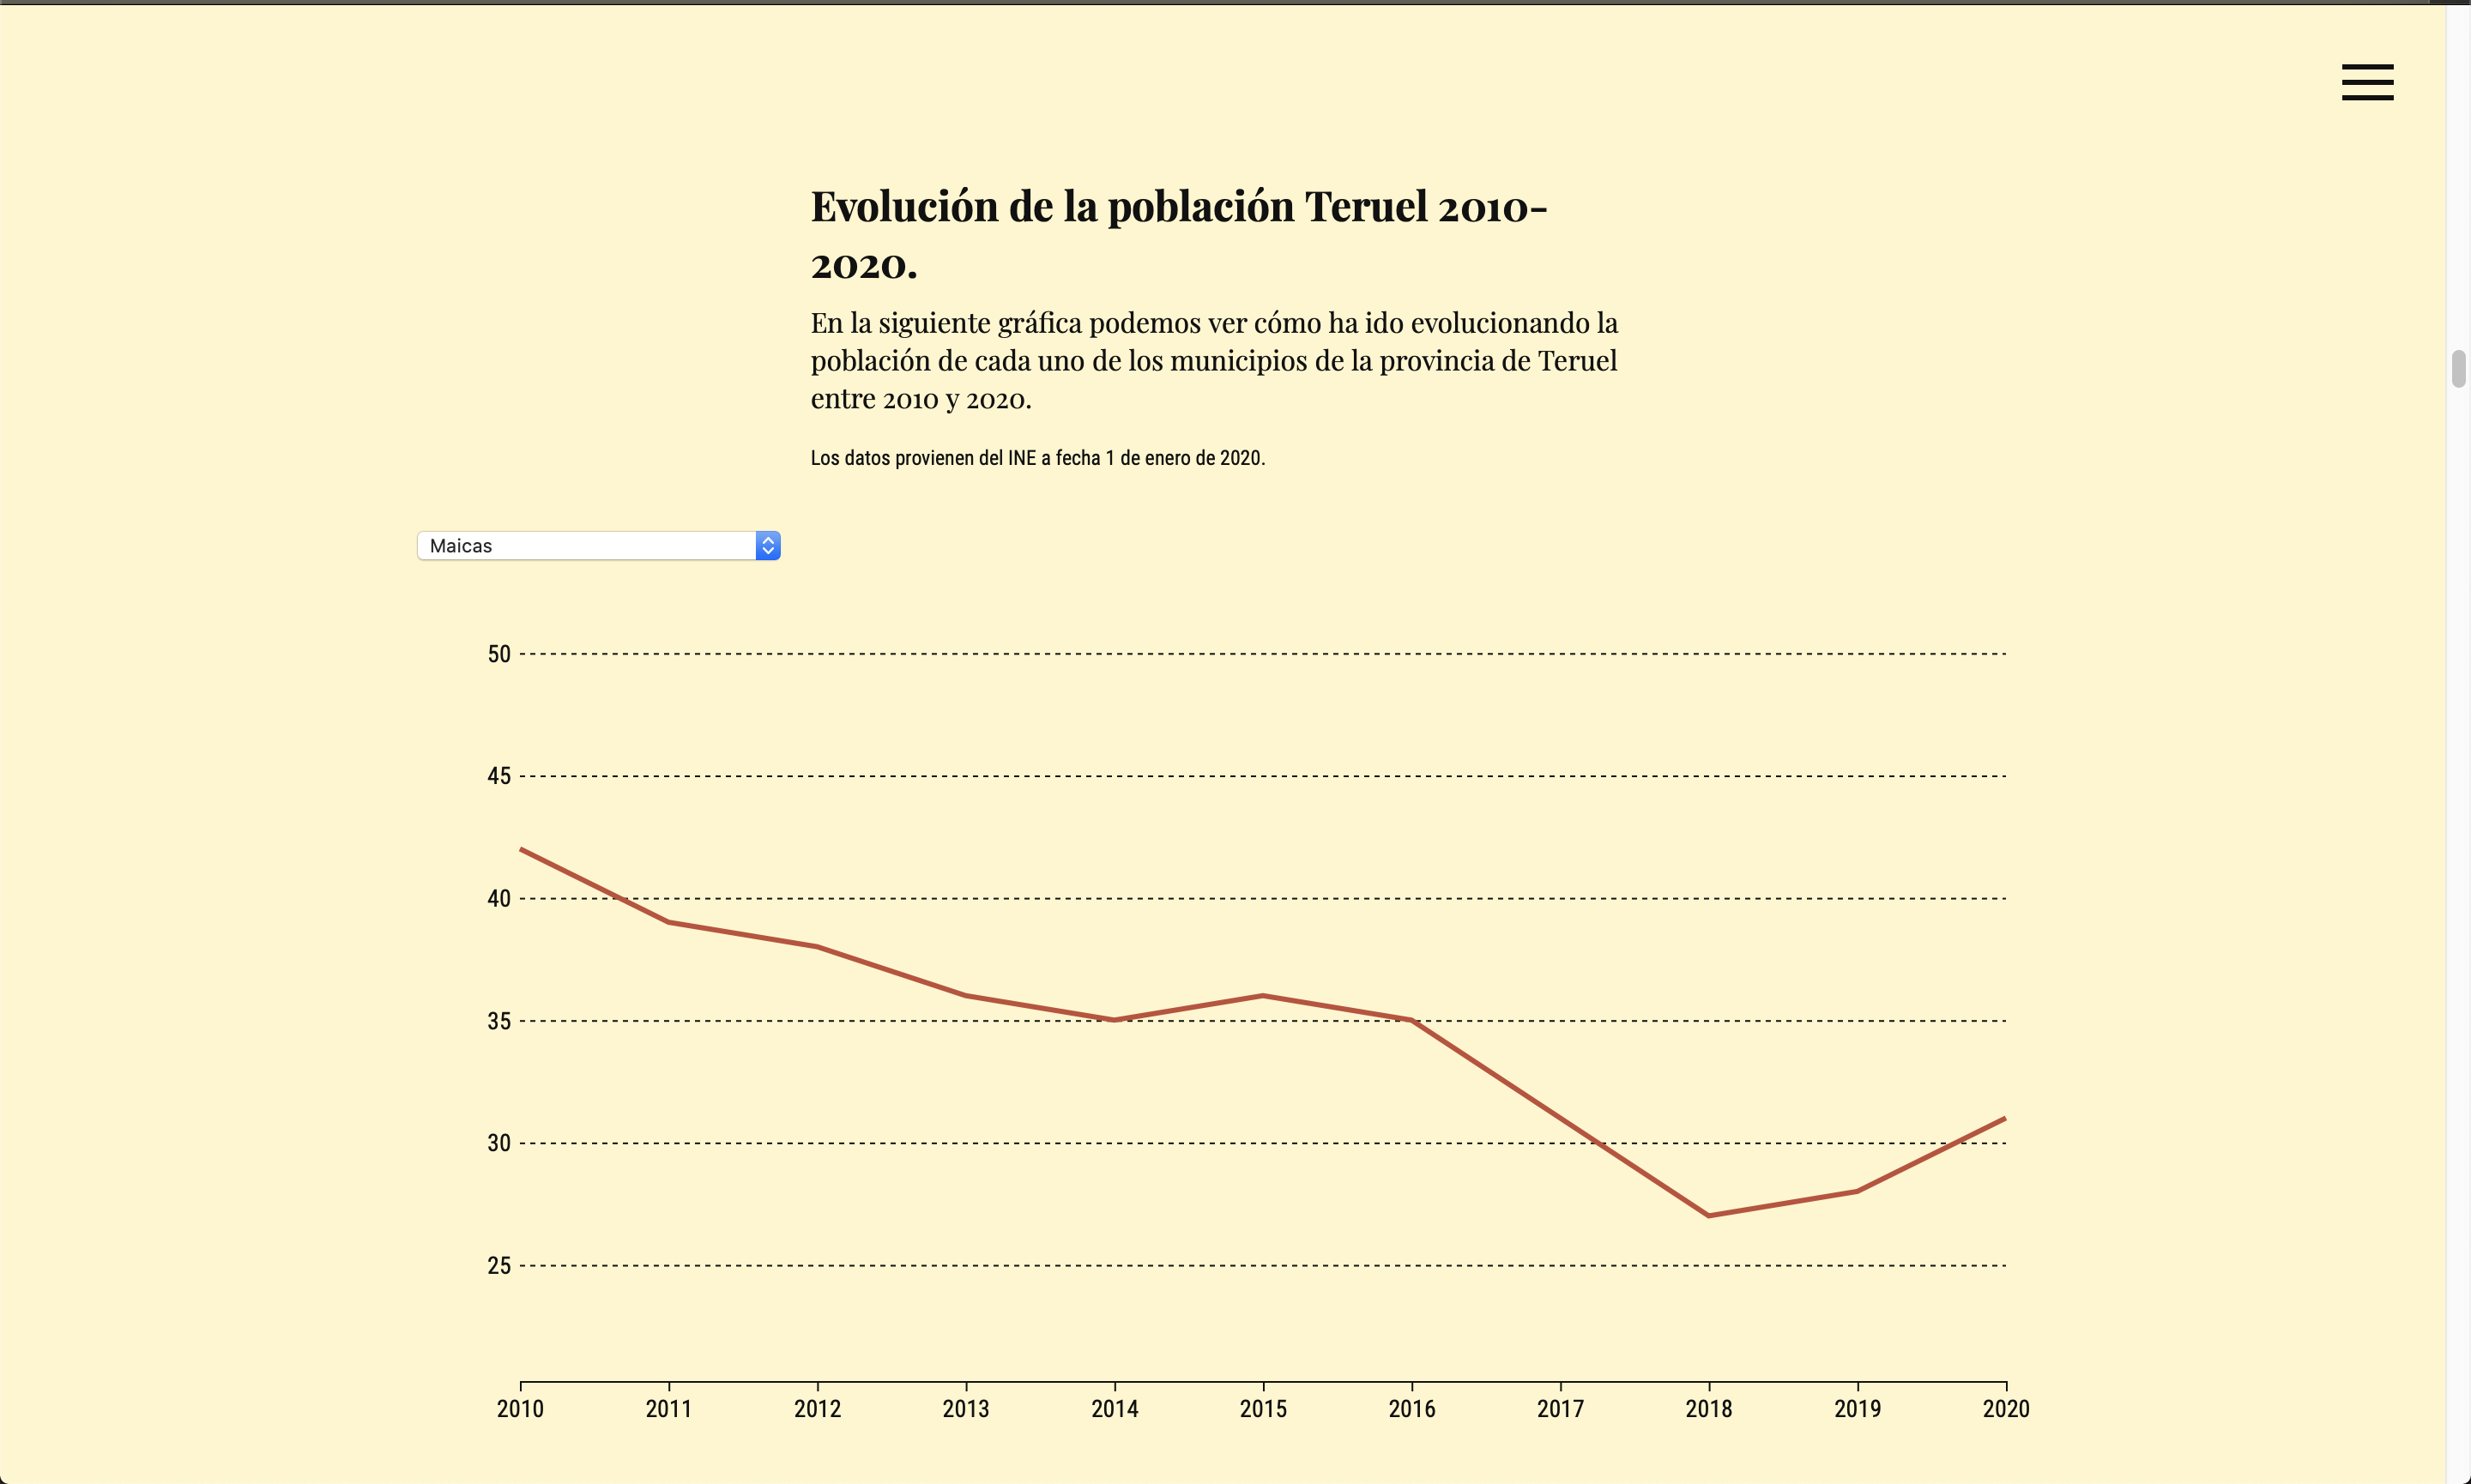 Evolución de la población Teruel 2010-
2020.
En la siguiente gráfica podemos ver cómo ha ido evolucionando la
población de cada uno de los municipios de la provincia de Teruel
entre 2010 y 2020.
Los datos provienen del INE a fecha 1 de enero de 2020.
Maicas
50
45
40
35
30
25
2010 2011 2012 2013 2014 2015 2016 2017 2018 2019 2020